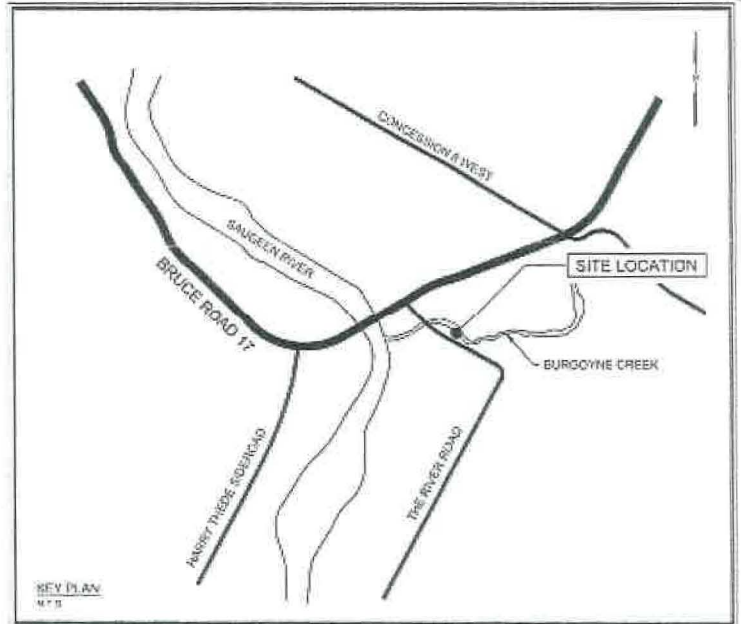 N
CONCESSION 8 WEST
SAUGEEN RIVER
SITE LOCATION
BRUCE ROAD 17
BURGOYNE CREEK
HARRY THEDE SIDEROAD
THE RIVER ROAD
KEY PLAN
N.T.S